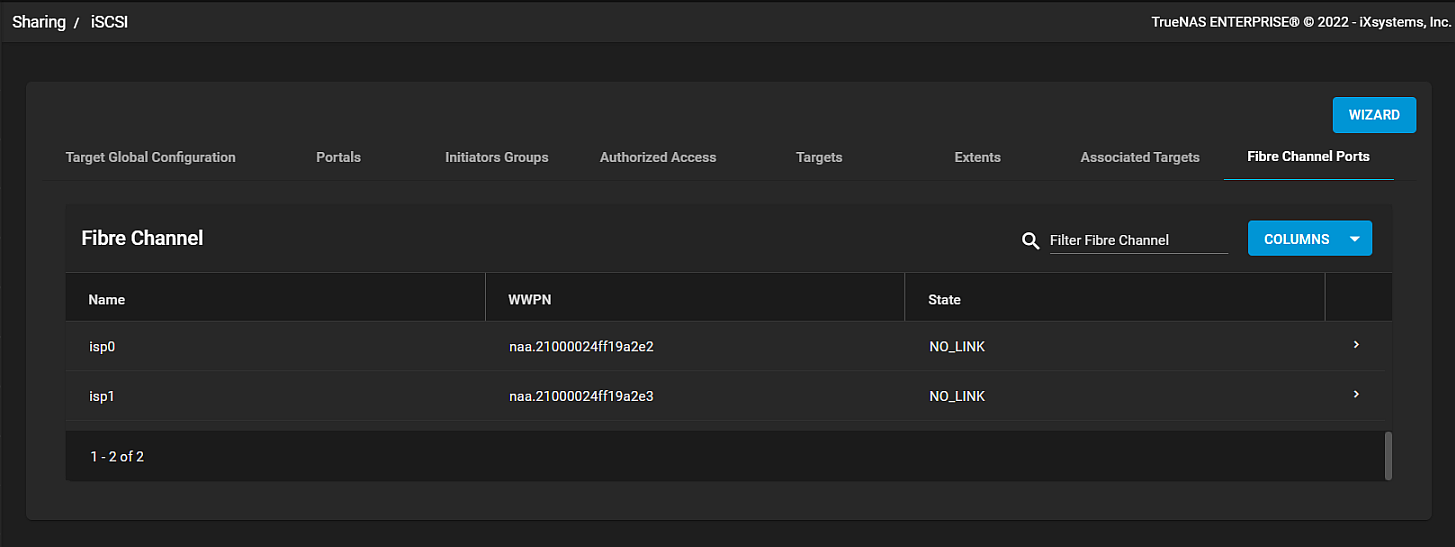 Sharing / iSCSI
TrueNAS ENTERPRISE® © 2022 - iXsystems, Inc.
WIZARD
Target Global Configuration Portals Initiators Groups Authorized Access Targets Extents Associated Targets Fibre Channel Ports
Fibre Channel Filter Fibre Channel COLUMNS
Name WWPN State
isp0 naa.21000024ff19a2e2 NO_LINK
isp1 naa.21000024ff19a2e3 NO_LINK
1 - 2 of 2